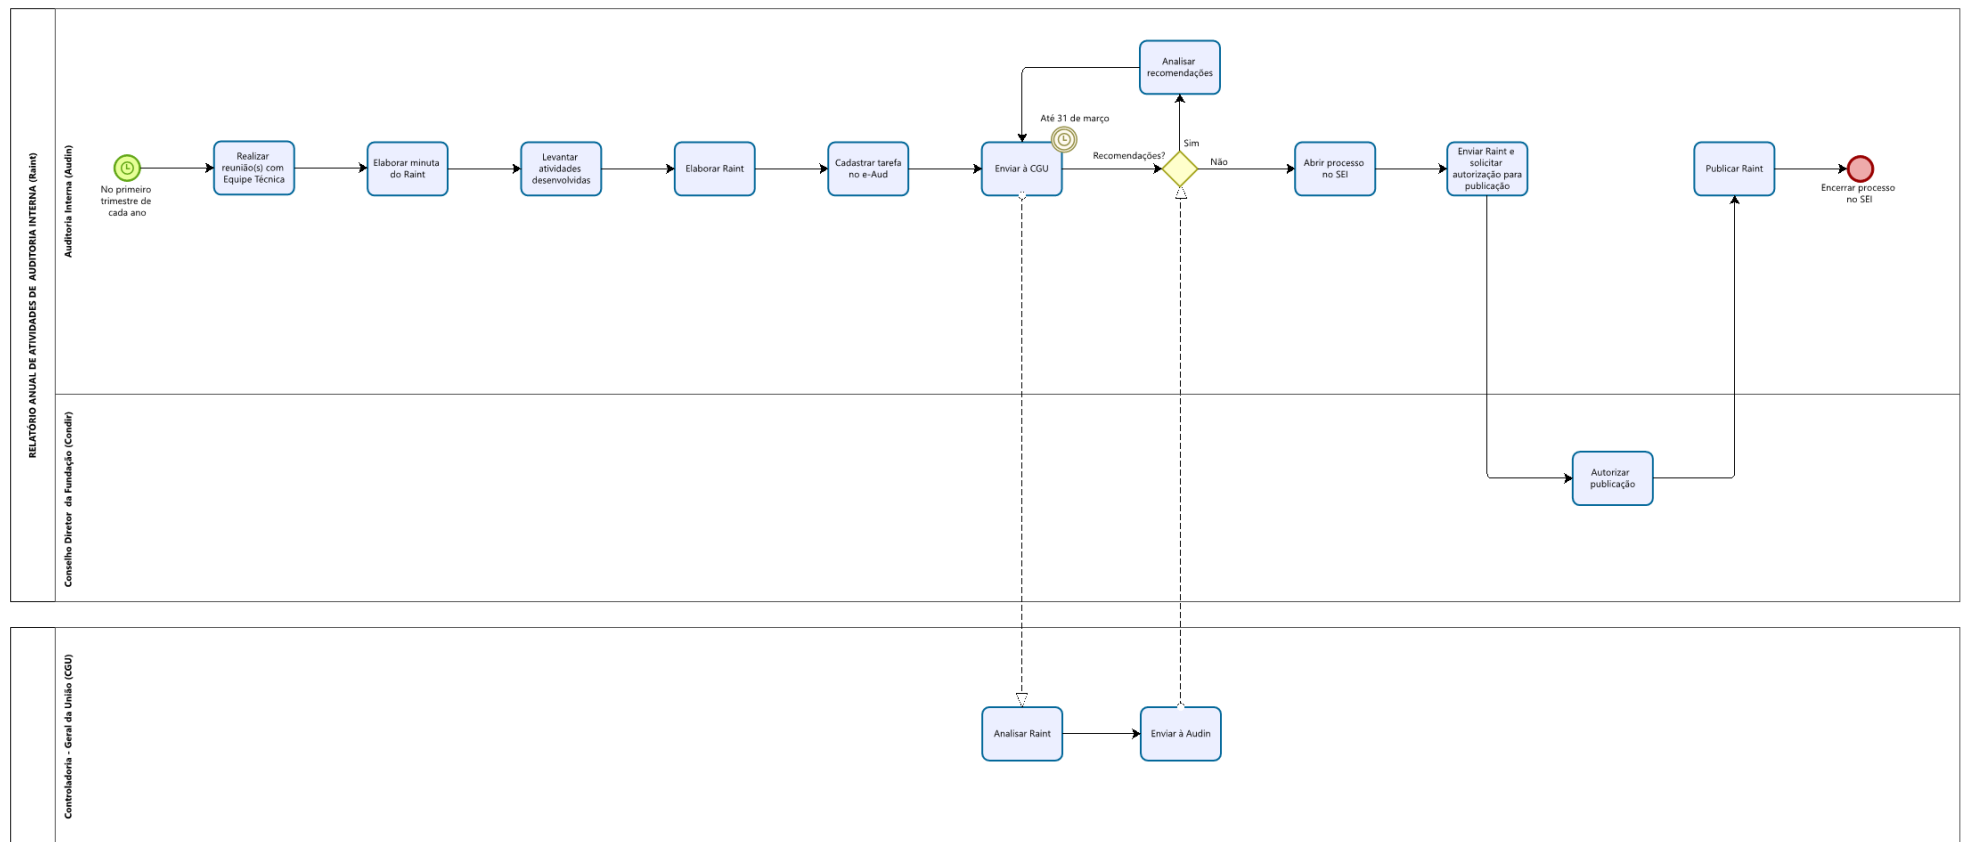 RELATÓRIO ANUAL DE ATIVIDADES DE AUDITORIA INTERNA (Raint)
Auditoria Interna (Audin)
No primeiro
trimestre de
cada ano
Realizar
reunião(s) com
Equipe Técnica
Elaborar minuta
do Raint
Levantar
atividades
desenvolvidas
Elaborar Raint
Cadastrar tarefa
no e-Aud
Até 31 de março
Enviar à CGU
Recomendações?
Sim
Analisar
recomendações
Não
Abrir processo
no SEI
Enviar Raint e
solicitar
autorização para
publicação
Publicar Raint
Encerrar processo
no SEI
Conselho Diretor da Fundação (Condir)
Autorizar
publicação
Controladoria - Geral da União (CGU)
Analisar Raint
Enviar à Audin